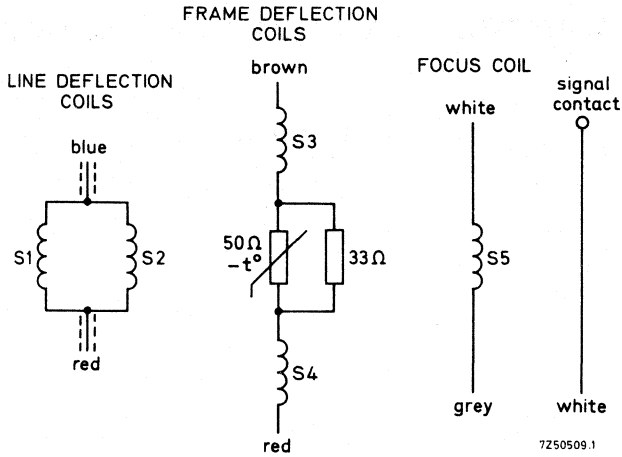 FRAME DEFLECTION
COILS
brown
LINE DEFLECTION
COILS
blue
S1
S2
red
S3
50Ω
-t°
33Ω
S4
red
FOCUS COIL
white
S5
grey
signal
contact
white
7Z50509.1